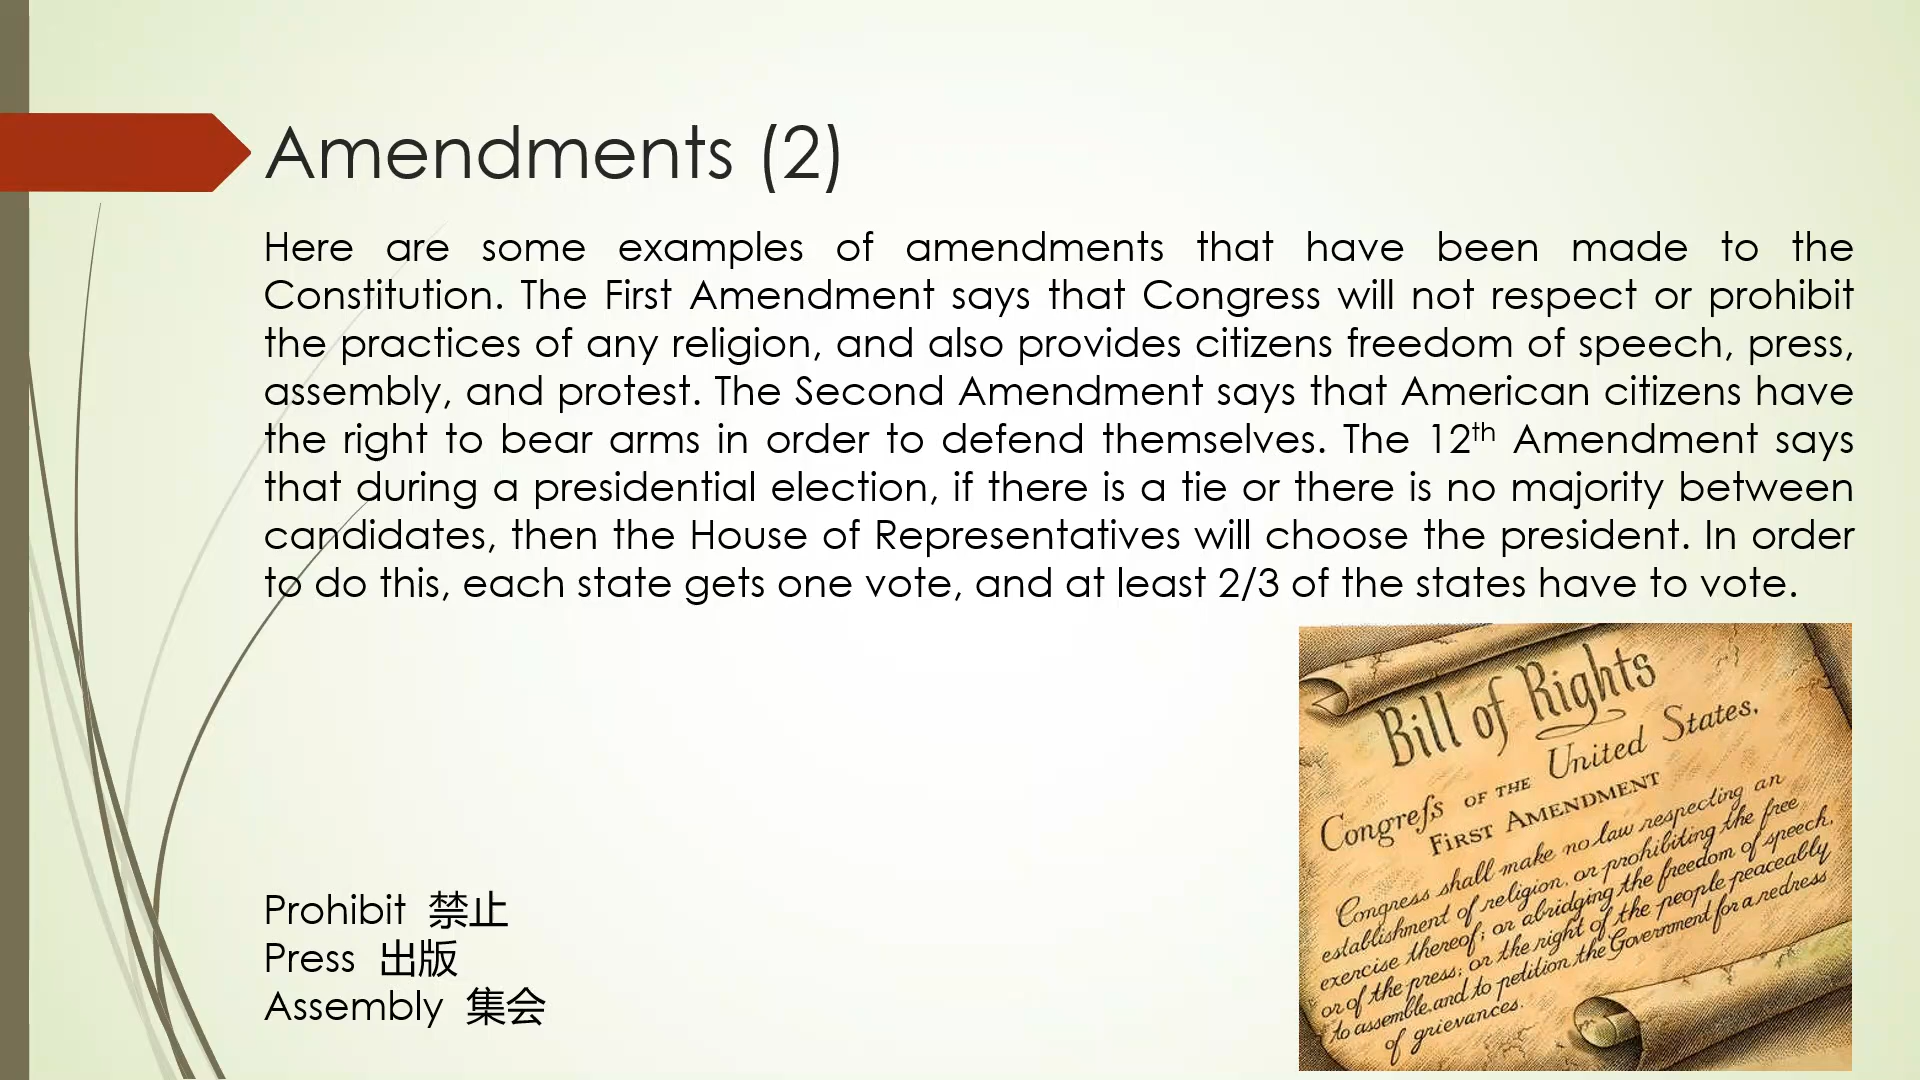 Amendments (2)
Here are some examples of amendments that have been made to the
Constitution. The First Amendment says that Congress will not respect or prohibit
the practices of any religion, and also provides citizens freedom of speech, press,
assembly, and protest. The Second Amendment says that American citizens have
the right to bear arms in order to defend themselves. The 12th Amendment says
that during a presidential election, if there is a tie or there is no majority between
candidates, then the House of Representatives will choose the president. In order
to do this, each state gets one vote, and at least 2/3 of the states have to vote.
Bill of Rights
Congreſs OF THE United States,
FIRST AMENDMENT
Congress shall make no law respecting an
establishment of religion, or prohibiting the free
exercise thereof; or abridging the freedom of speech,
or of the press; or the right of the people peaceably
to assemble, and to petition the Government for a redress
of grievances.
Prohibit 禁止
Press 出版
Assembly 集会